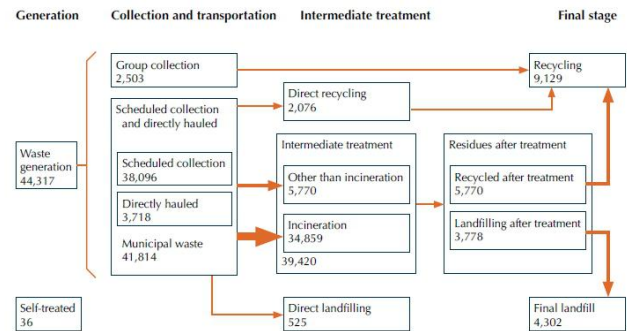 Generation
Collection and transportation
Intermediate treatment
Final stage
Group collection
2,503
Recycling
9,129
Direct recycling
2,076
Scheduled collection
and directly hauled
Waste
generation
44,317
Scheduled collection
38,096
Directly hauled
3,718
Municipal waste
41,814
Intermediate treatment
Other than incineration
5,770
Incineration
34,859
39,420
Residues after treatment
Recycled after treatment
5,770
Landfilling after treatment
3,778
Self-treated
36
Direct landfilling
525
Final landfill
4,302